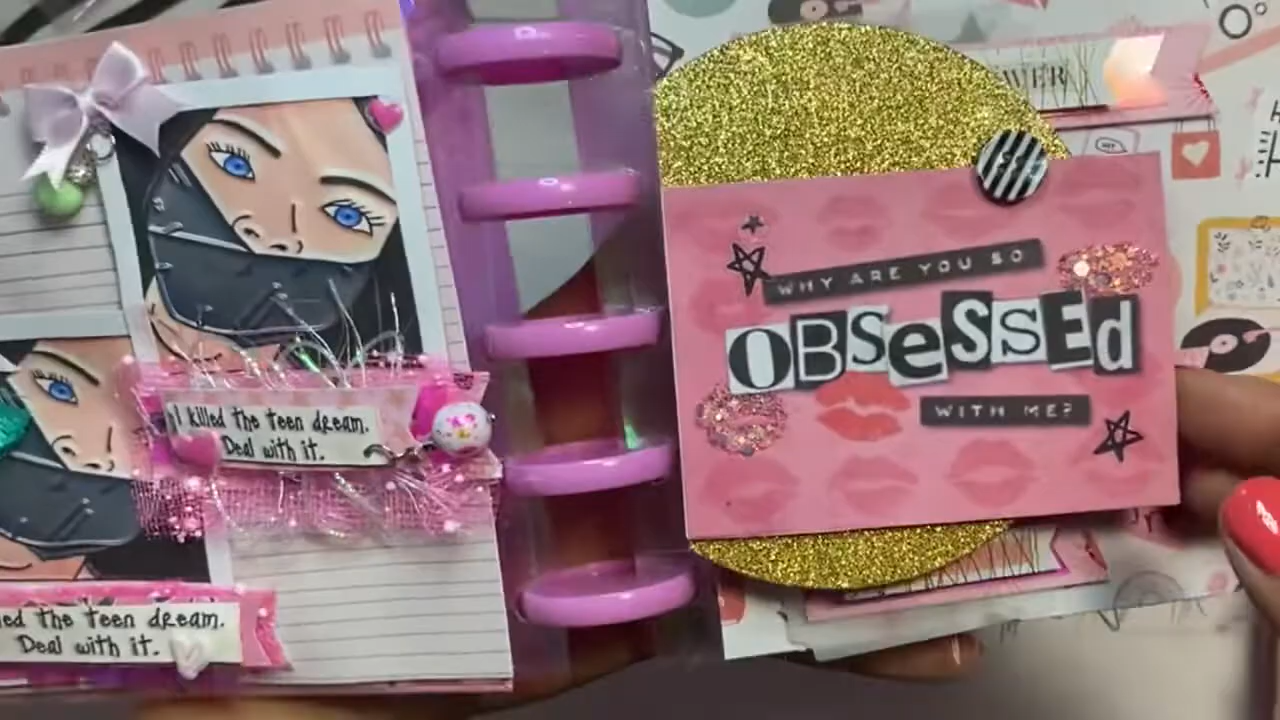 I killed the teen dream.
Deal with it.
ed the teen dream.
Deal with it.
WHY ARE YOU SO
OBSeSSEd
WITH ME?